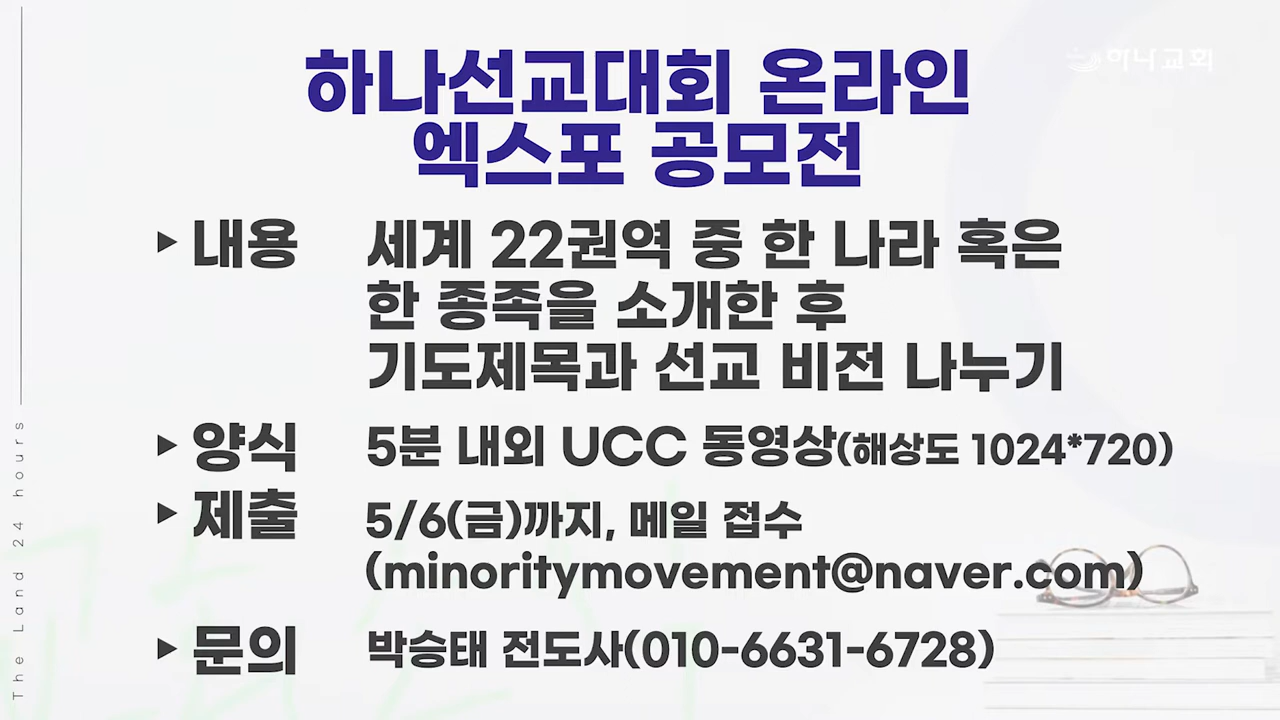 하나교회
하나선교대회 온라인
엑스포 공모전
▶ 내용 세계 22권역 중 한 나라 혹은
한 종족을 소개한 후
기도제목과 선교 비전 나누기
▶ 양식 5분 내외 UCC 동영상(해상도 1024*720)
▶ 제출 5/6(금)까지, 메일 접수
(minoritymovement@naver.com)
▶ 문의 박승태 전도사(010-6631-6728)
The Land 24 hours